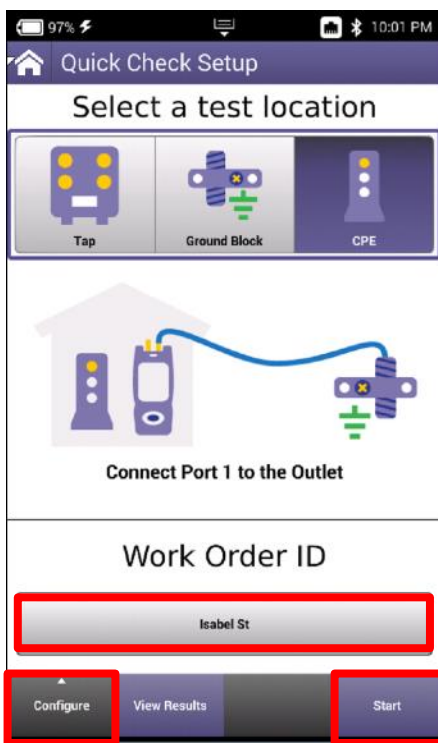 97% 10:01 PM
Quick Check Setup
Select a test location
Tap Ground Block CPE
Connect Port 1 to the Outlet
Work Order ID
Isabel St
Configure View Results Start